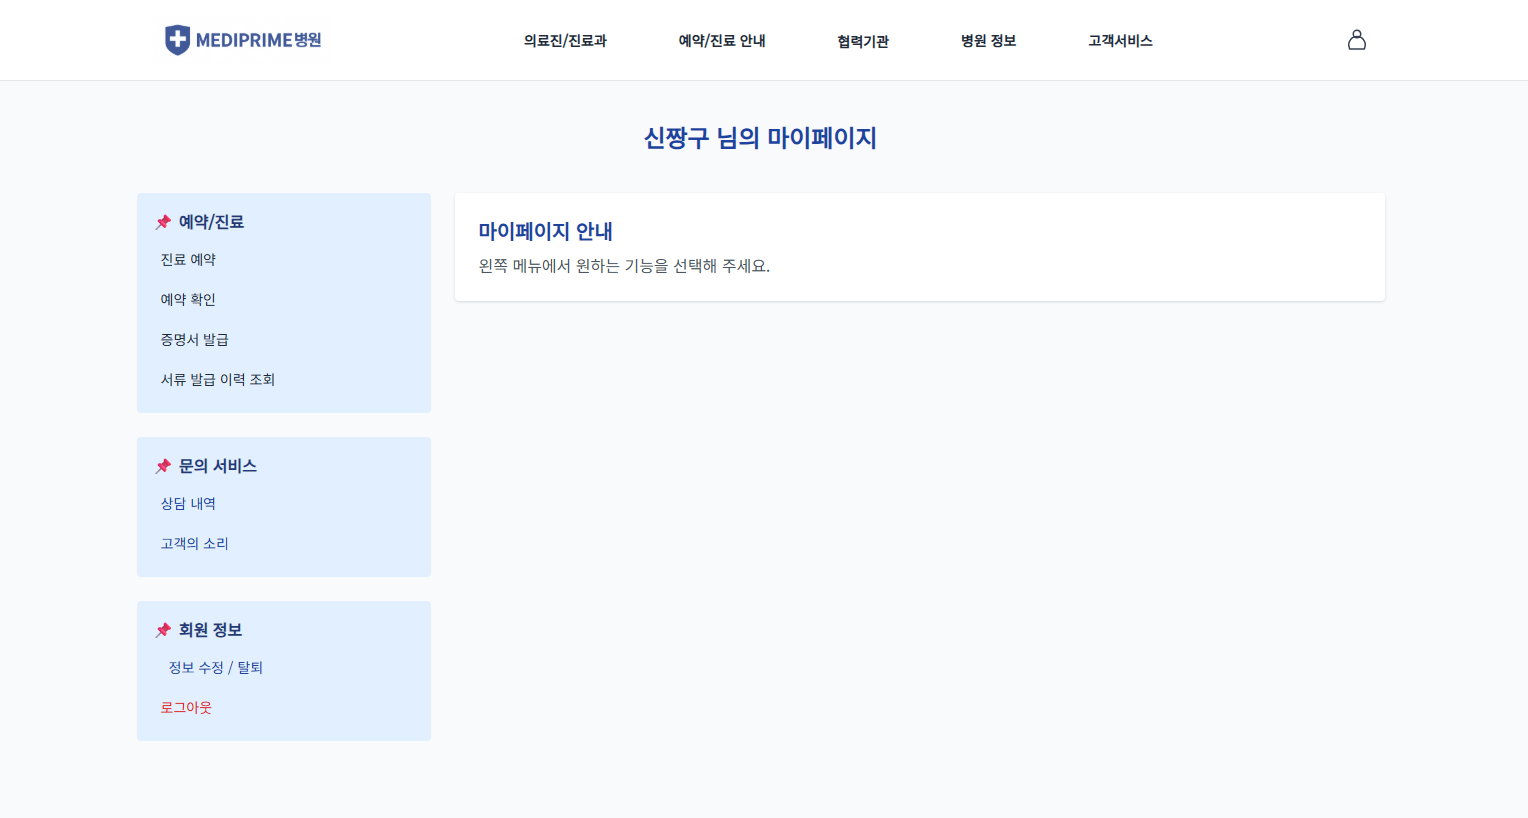 MEDIPRIME병원
의료진/진료과 예약/진료 안내 협력기관 병원 정보 고객서비스
신짱구 님의 마이페이지
📌 예약/진료
진료 예약
예약 확인
증명서 발급
서류 발급 이력 조회
📌 문의 서비스
상담 내역
고객의 소리
📌 회원 정보
정보 수정 / 탈퇴
로그아웃
마이페이지 안내
왼쪽 메뉴에서 원하는 기능을 선택해 주세요.